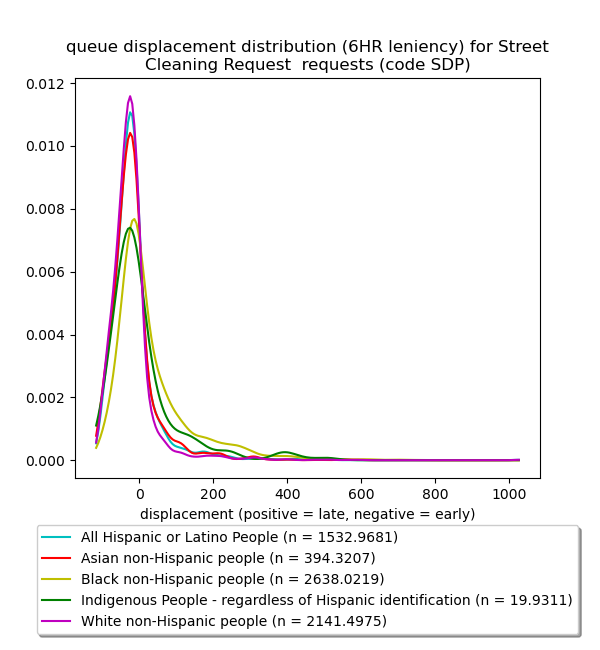 queue displacement distribution (6HR leniency) for Street
Cleaning Request  requests (code SDP)
0.012
0.010
0.008
0.006
0.004
0.002
0.000
0 200 400 600 800 1000
displacement (positive = late, negative = early)
All Hispanic or Latino People (n = 1532.9681)
Asian non-Hispanic people (n = 394.3207)
Black non-Hispanic people (n = 2638.0219)
Indigenous People - regardless of Hispanic identification (n = 19.9311)
White non-Hispanic people (n = 2141.4975)